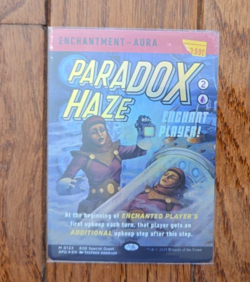 ENCHANTMENT – AURA
PARADOX
HAZE
2
ENCHANT
PLAYER!
At the beginning of ENCHANTED PLAYER'S
first upkeep each turn, that player gets an
ADDITIONAL upkeep step after this step.